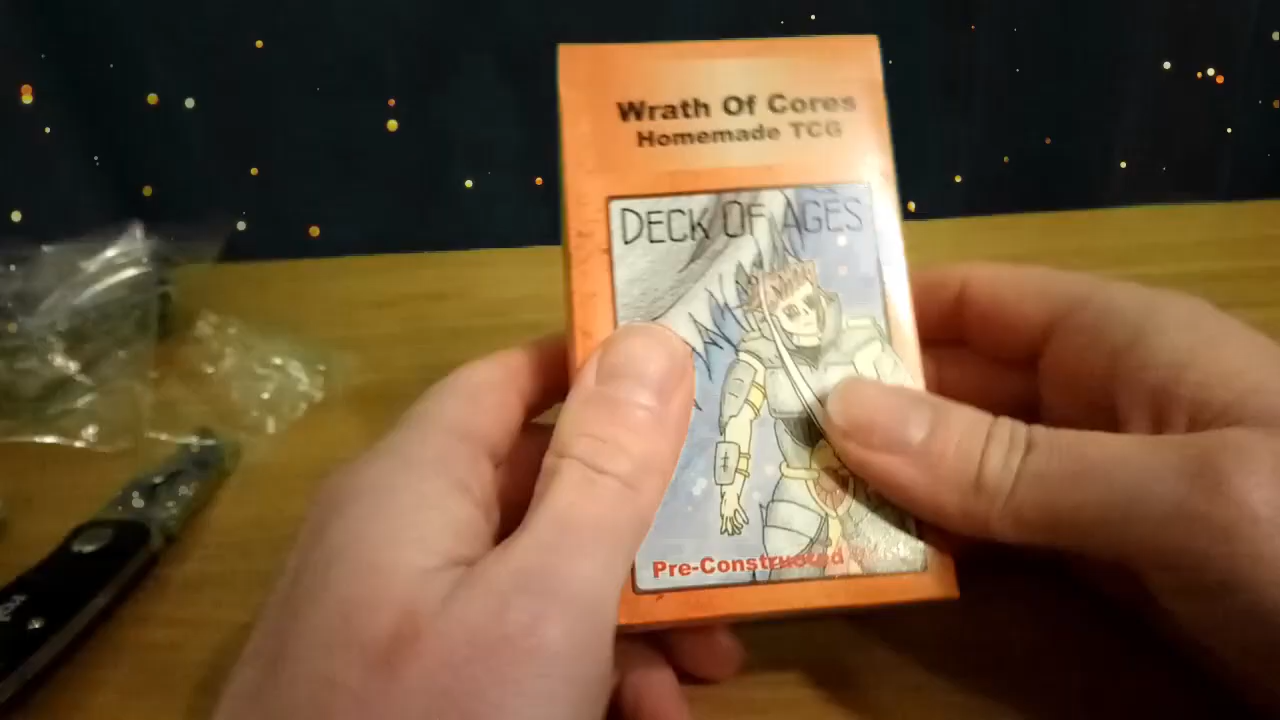 Wrath Of Cores
Homemade TCG
DECK OF AGES
Pre-Constructed